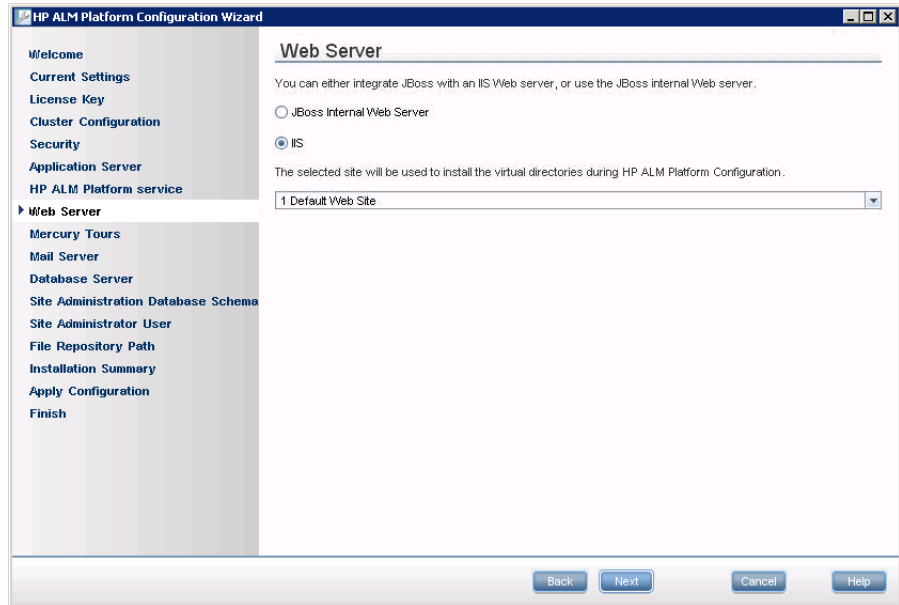 HP ALM Platform Configuration Wizard
Welcome
Current Settings
License Key
Cluster Configuration
Security
Application Server
HP ALM Platform service
Web Server
Mercury Tours
Mail Server
Database Server
Site Administration Database Schema
Site Administrator User
File Repository Path
Installation Summary
Apply Configuration
Finish
Web Server
You can either integrate JBoss with an IIS Web server, or use the JBoss internal Web server.
JBoss Internal Web Server
IIS
The selected site will be used to install the virtual directories during HP ALM Platform Configuration.
1 Default Web Site
Back Next Cancel Help